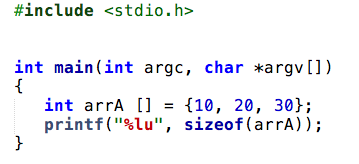 #include <stdio.h>
int main(int argc, char *argv[])
{
int arrA [] = {10, 20, 30};
printf("%lu", sizeof(arrA));
}